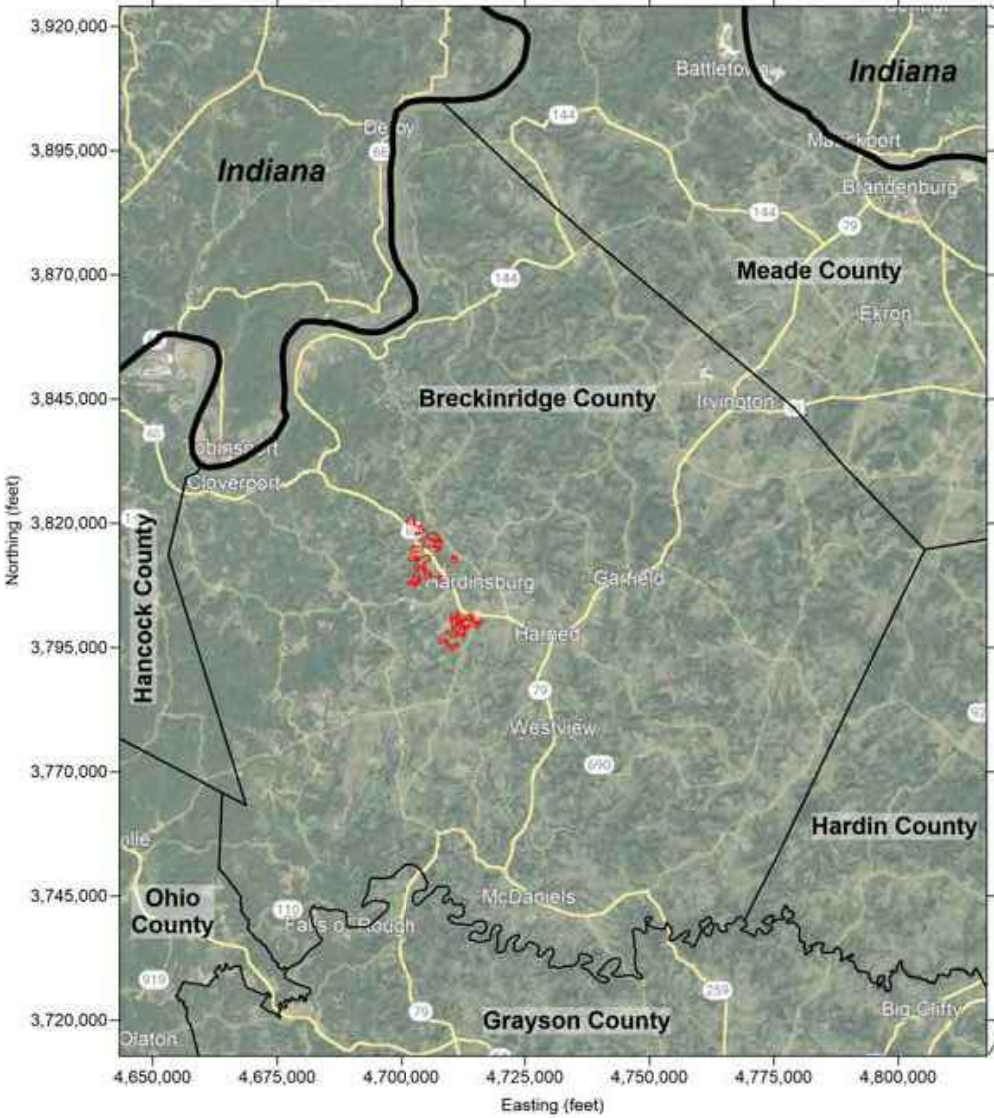 3,920,000
Battletown
Indiana
144
Derby
66
Mauckport
3,895,000
Indiana
Brandenburg
144
79
Meade County
3,870,000
144
Ekron
Breckinridge County
3,845,000
Irvington
60
Cloverport
3,820,000
Hancock County
Hardinsburg
Garfield
Northing (feet)
3,795,000
Harned
79
Westview
690
3,770,000
Hardin County
3,745,000
Ohio
County
McDaniels
110
Falls of Rough
919
259
79
Big Clifty
3,720,000
Grayson County
Olaton
4,650,000 4,675,000 4,700,000 4,725,000 4,750,000 4,775,000 4,800,000
Easting (feet)